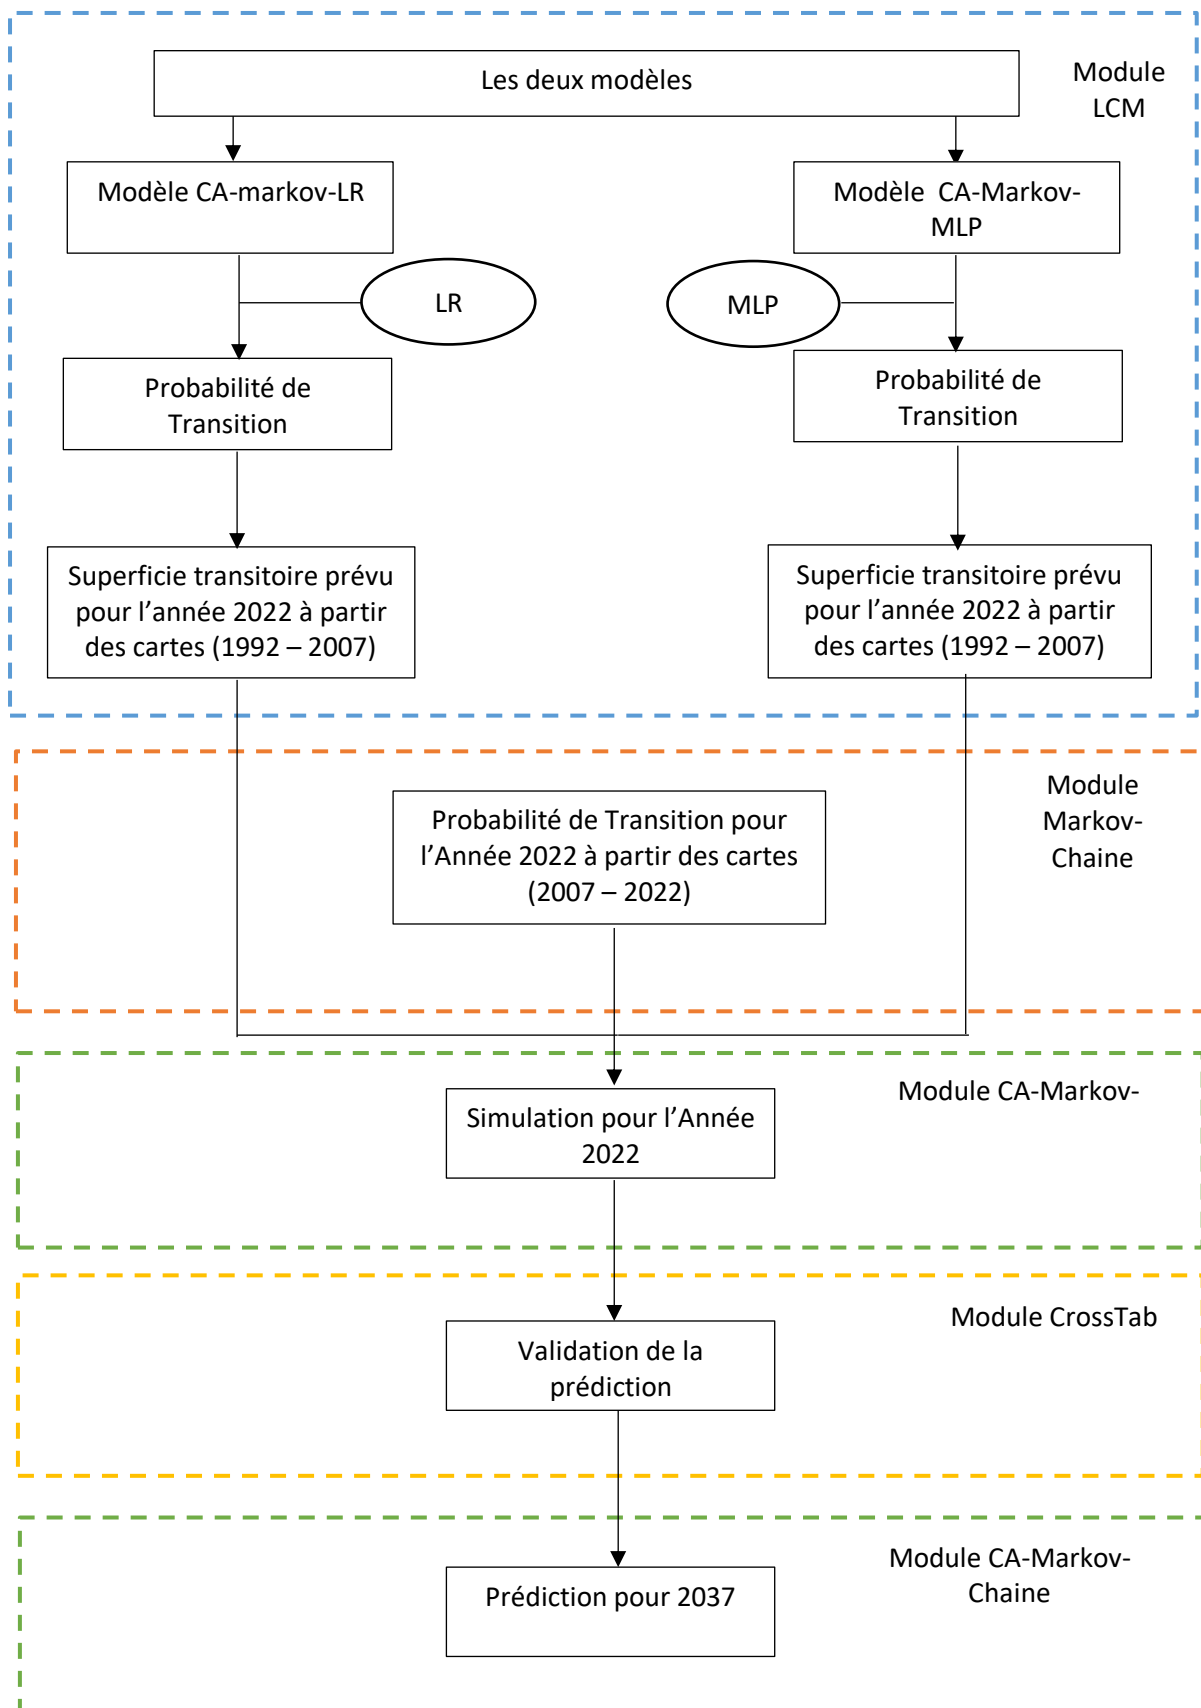 Les deux modèles
Module
LCM
Modèle CA-markov-LR
Modèle  CA-Markov-
MLP
LR
MLP
Probabilité de
Transition
Probabilité de
Transition
Superficie transitoire prévu
pour l’année 2022 à partir
des cartes (1992 – 2007)
Superficie transitoire prévu
pour l’année 2022 à partir
des cartes (1992 – 2007)
Module
Markov-
Chaine
Probabilité de Transition pour
l’Année 2022 à partir des cartes
(2007 – 2022)
Module CA-Markov-
Simulation pour l’Année
2022
Module CrossTab
Validation de la
prédiction
Module CA-Markov-
Chaine
Prédiction pour 2037